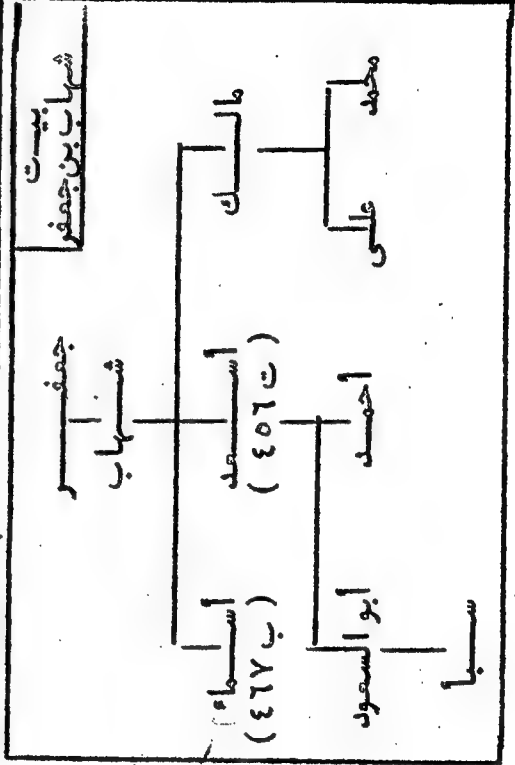 بيت
شهاب بن جعفر
جعفر
شهاب
مالك
أسعد
(ت ٤٥٦)
أسماء
(ب ٤٦٧)
محمد
علي
أحمد
أبو
السعود
سبأ